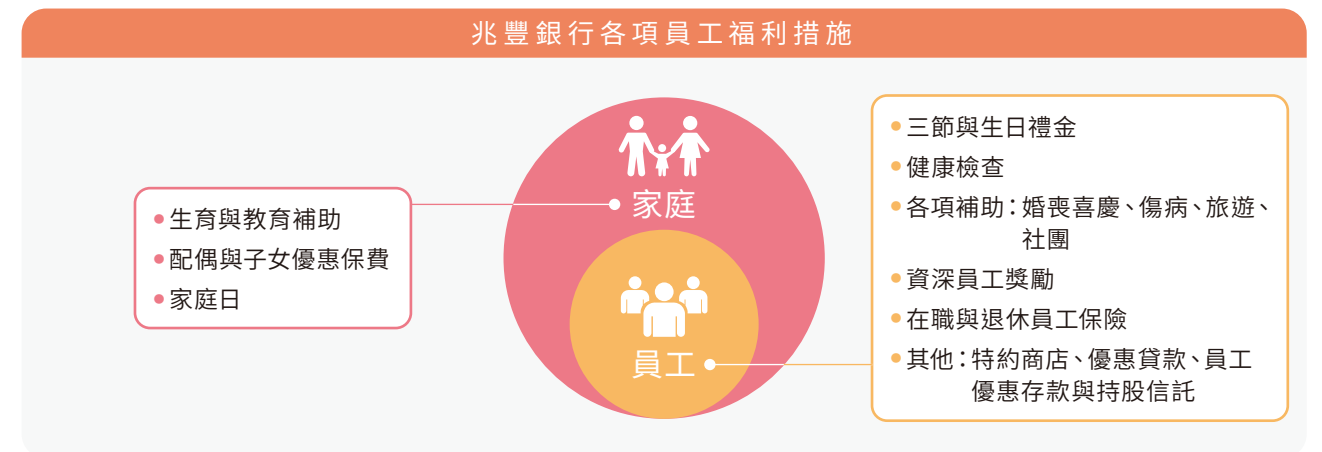 兆豐銀行各項員工福利措施
家庭
員工
•生育與教育補助
•配偶與子女優惠保費
•家庭日
•三節與生日禮金
•健康檢查
•各項補助：婚喪喜慶、傷病、旅遊、
社團
•資深員工獎勵
•在職與退休員工保險
•其他：特約商店、優惠貸款、員工
優惠存款與持股信託